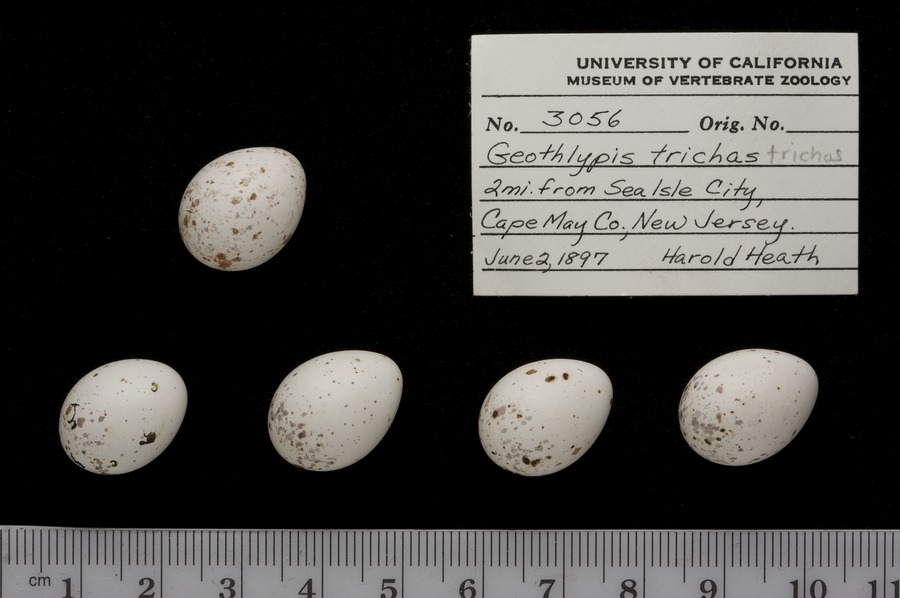 UNIVERSITY OF CALIFORNIA
MUSEUM OF VERTEBRATE ZOOLOGY
No. 3056 Orig. No.
Geothlypis trichas trichas
2mi. from Sea Isle City,
Cape May Co., New Jersey.
June 2, 1897 Harold Heath
cm 1 2 3 4 5 6 7 8 9 10 11